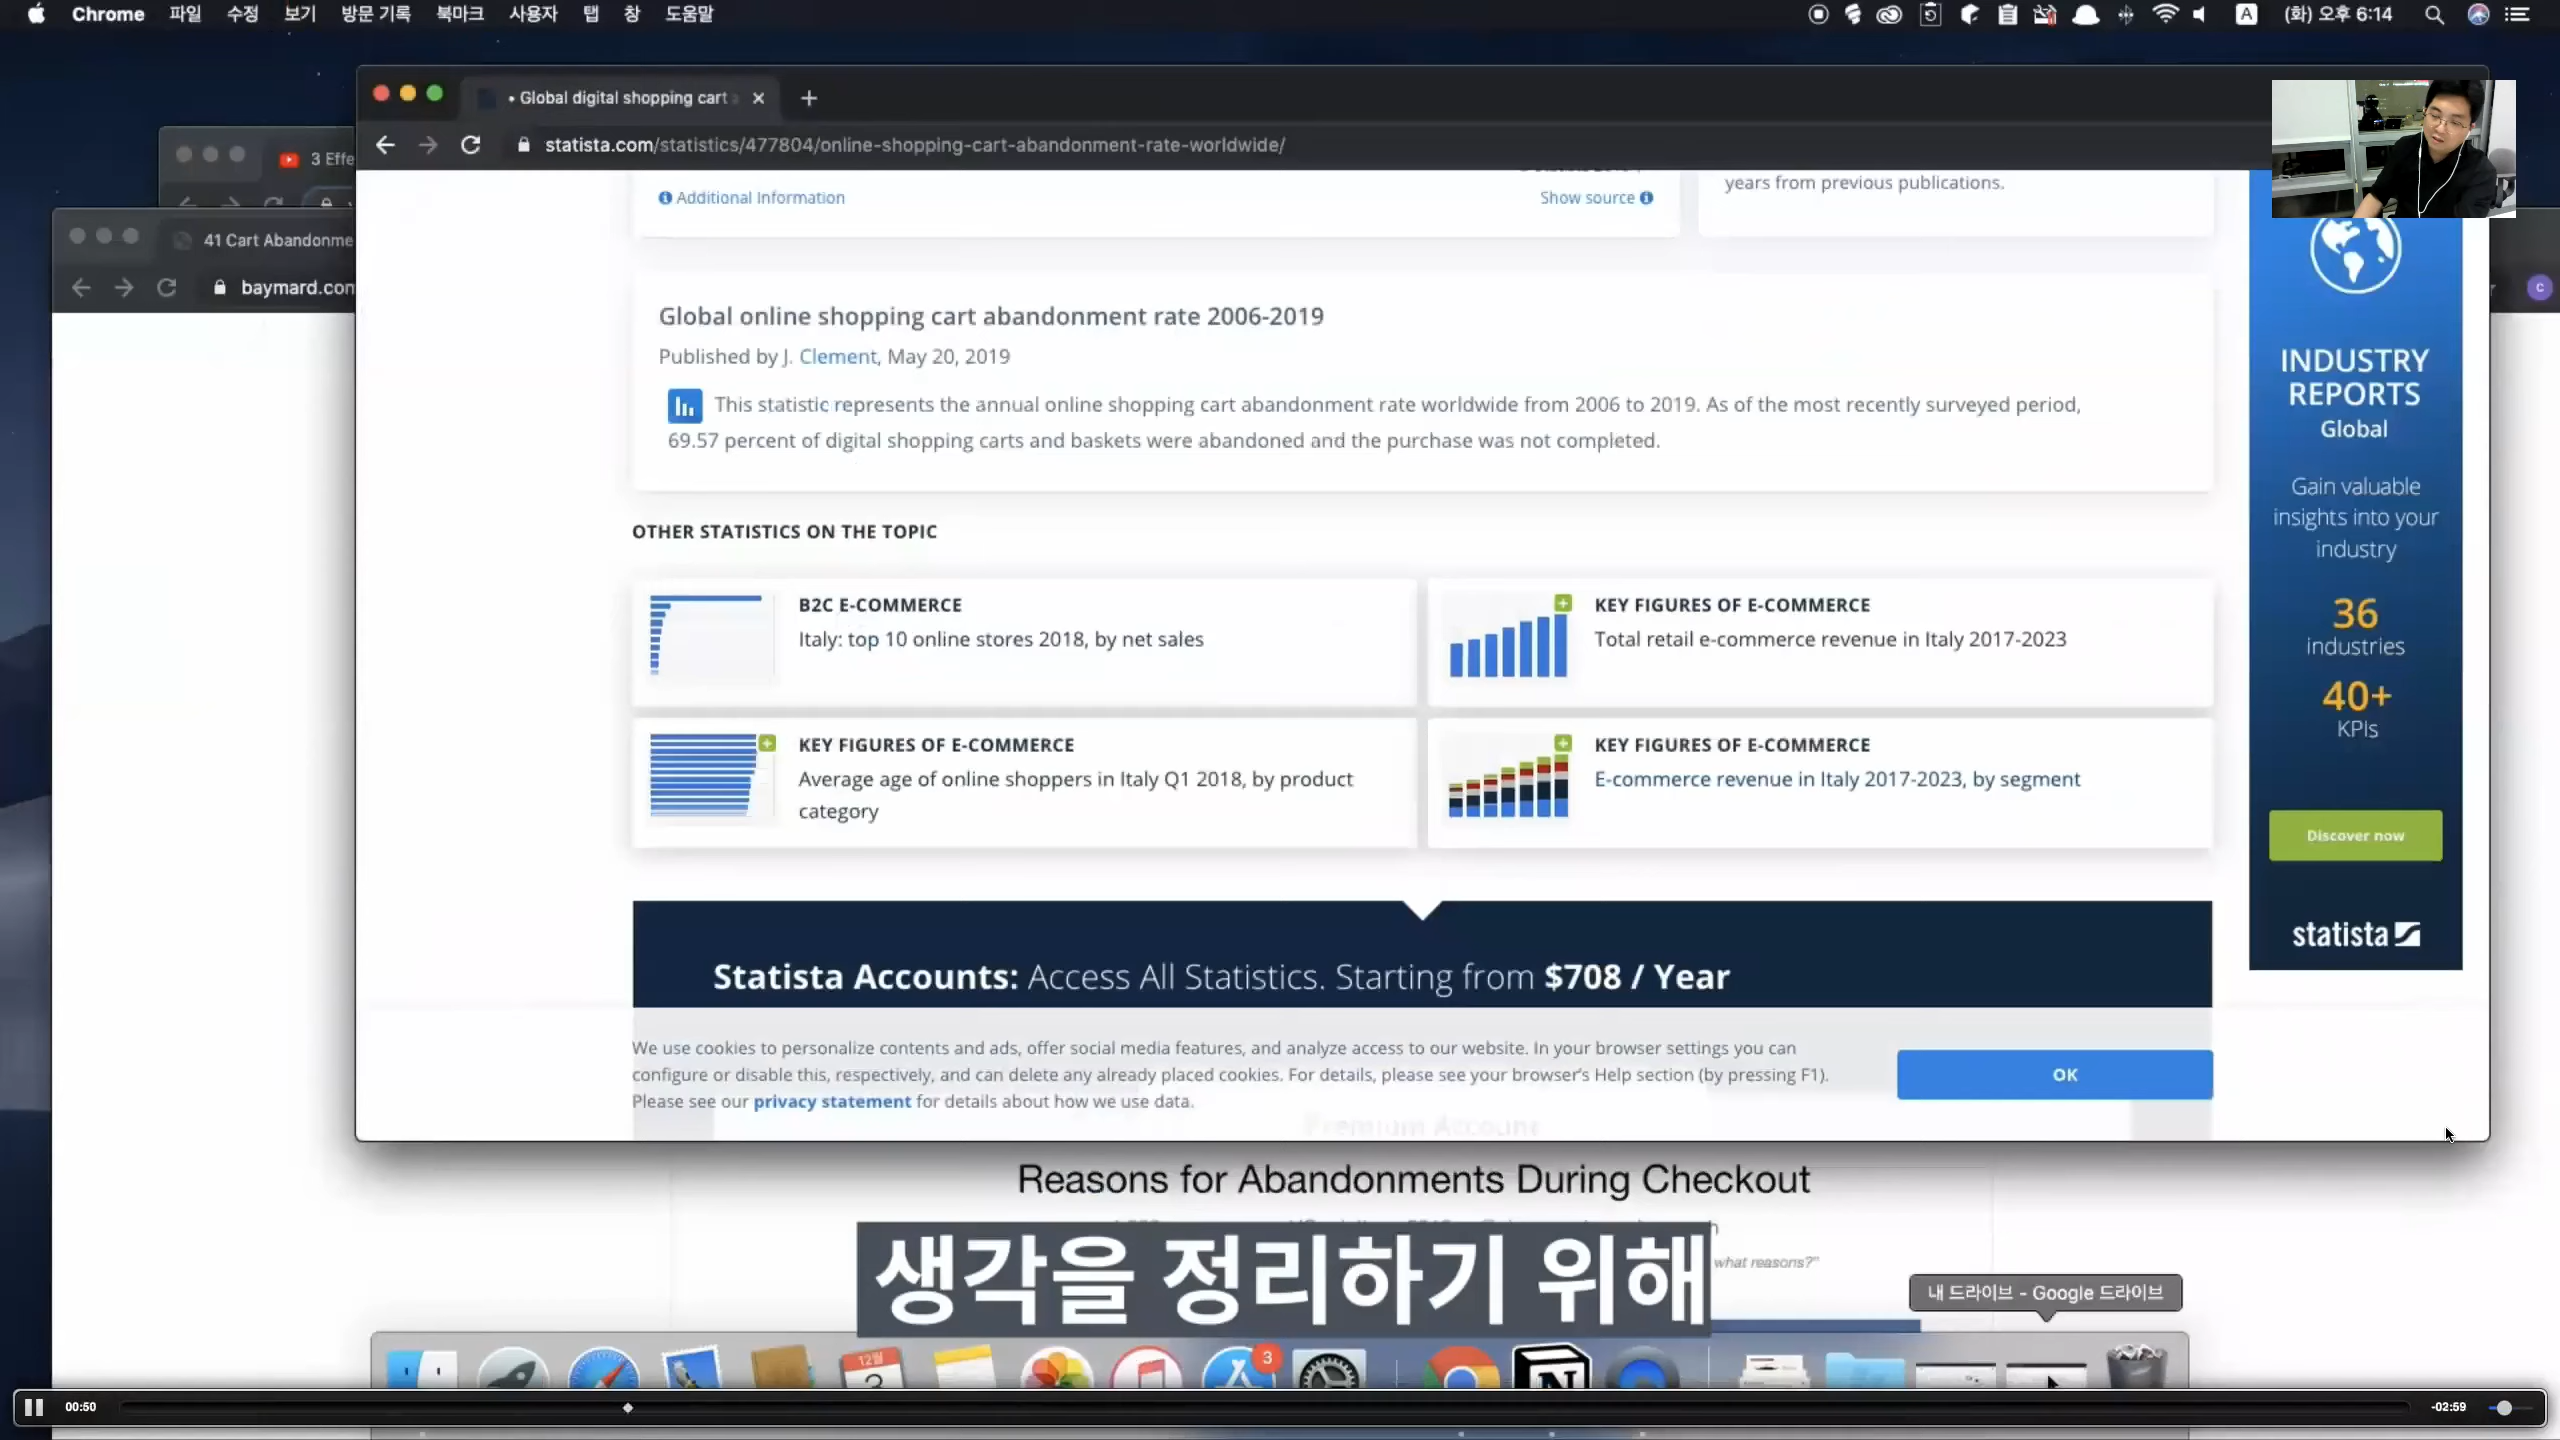 Chrome 파일 수정 보기 방문 기록 북마크 사용자 탭 창 도움말
A (화) 오후 6:14
• Global digital shopping cart
statista.com/statistics/477804/online-shopping-cart-abandonment-rate-worldwide/
3 Effe
41 Cart Abandonme
baymard.com
C
Additional Information
Show source
years from previous publications.
Global online shopping cart abandonment rate 2006-2019
Published by J. Clement, May 20, 2019
This statistic represents the annual online shopping cart abandonment rate worldwide from 2006 to 2019. As of the most recently surveyed period,
69.57 percent of digital shopping carts and baskets were abandoned and the purchase was not completed.
OTHER STATISTICS ON THE TOPIC
B2C E-COMMERCE
Italy: top 10 online stores 2018, by net sales
KEY FIGURES OF E-COMMERCE
Total retail e-commerce revenue in Italy 2017-2023
KEY FIGURES OF E-COMMERCE
Average age of online shoppers in Italy Q1 2018, by product
category
KEY FIGURES OF E-COMMERCE
E-commerce revenue in Italy 2017-2023, by segment
INDUSTRY
REPORTS
Global
Gain valuable
insights into your
industry
36
industries
40+
KPIs
Discover now
statista
Statista Accounts: Access All Statistics. Starting from $708 / Year
We use cookies to personalize contents and ads, offer social media features, and analyze access to our website. In your browser settings you can
configure or disable this, respectively, and can delete any already placed cookies. For details, please see your browser's Help section (by pressing F1).
Please see our privacy statement for details about how we use data.
OK
Premium Account
Reasons for Abandonments During Checkout
what reasons?"
생각을 정리하기 위해
내 드라이브 - Google 드라이브
12월
3
3
N
00:50
-02:59